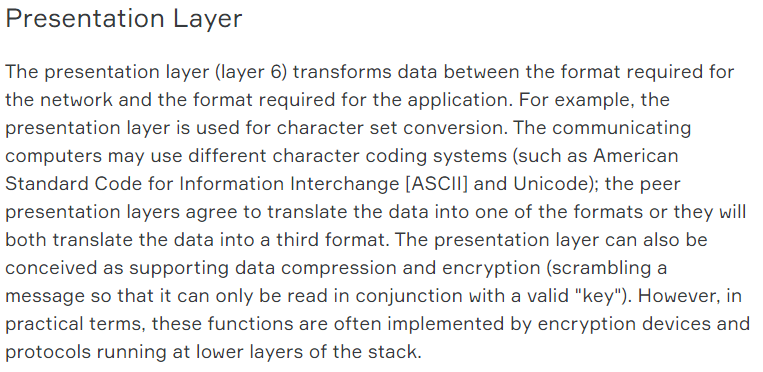 Presentation Layer
The presentation layer (layer 6) transforms data between the format required for
the network and the format required for the application. For example, the
presentation layer is used for character set conversion. The communicating
computers may use different character coding systems (such as American
Standard Code for Information Interchange [ASCII] and Unicode); the peer
presentation layers agree to translate the data into one of the formats or they will
both translate the data into a third format. The presentation layer can also be
conceived as supporting data compression and encryption (scrambling a
message so that it can only be read in conjunction with a valid "key"). However, in
practical terms, these functions are often implemented by encryption devices and
protocols running at lower layers of the stack.